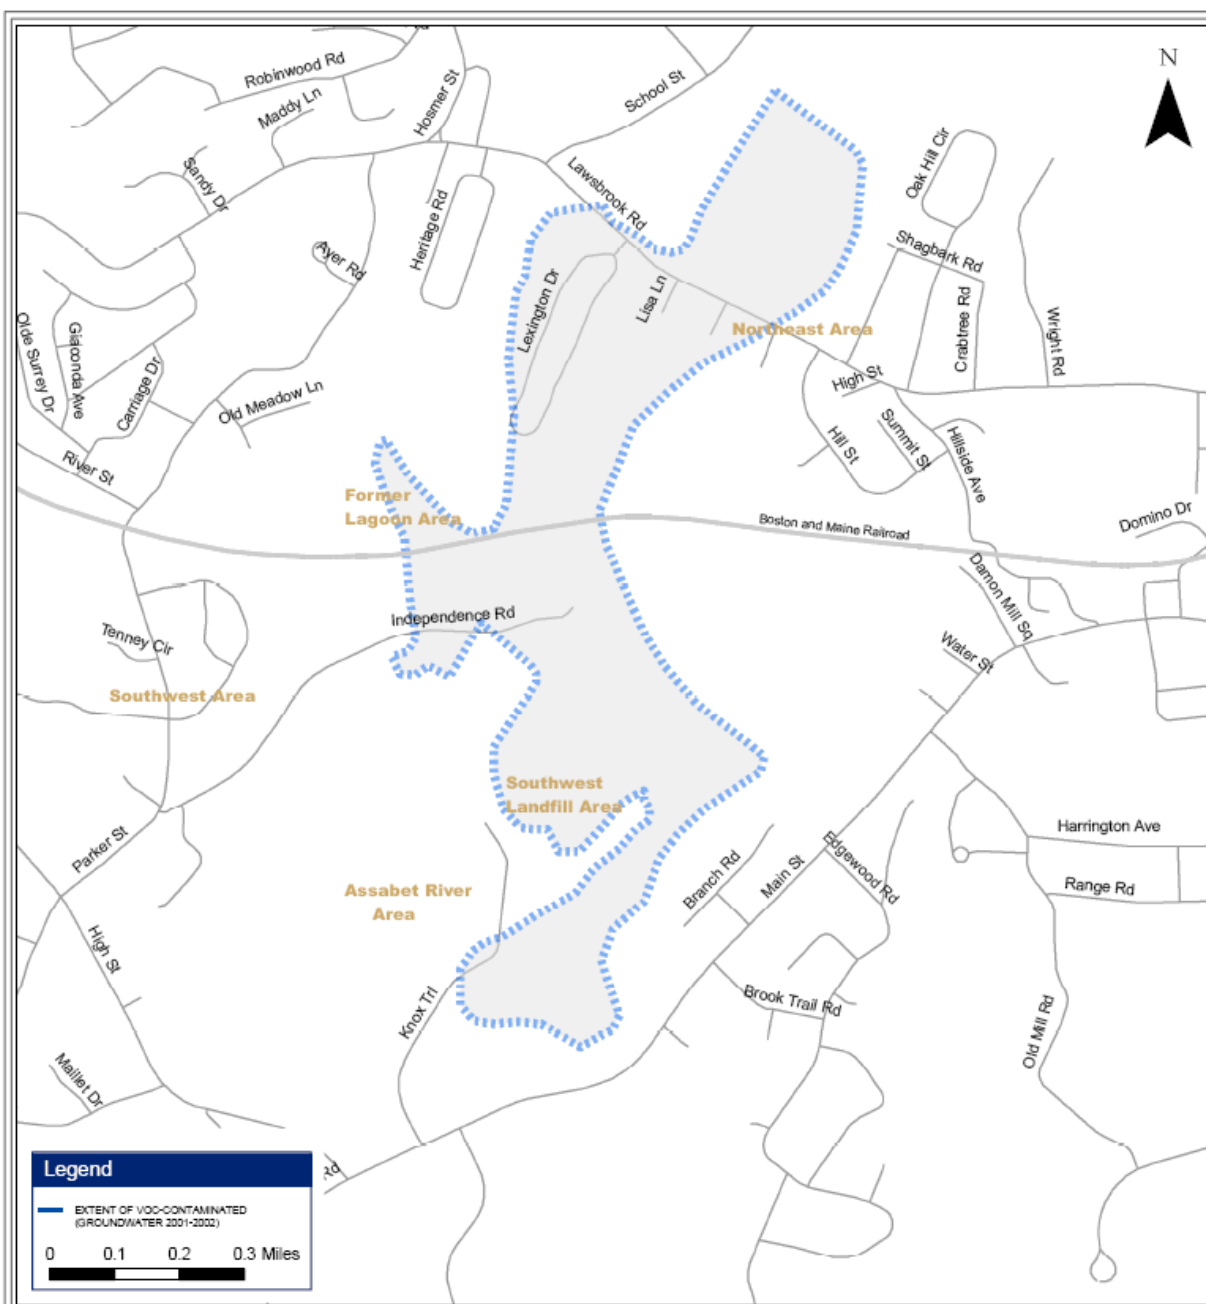 N
Robinwood Rd
Maddy Ln
Hosmer St
School St
Sandy Dr
Lawsbrook Rd
Oak Hill Cir
Heritage Rd
Ayer Rd
Shagbark Rd
Lexington Dr
Lisa Ln
Northeast Area
Crabtree Rd
Wright Rd
Olde Surrey Dr
Giaconda Ave
Carriage Dr
Old Meadow Ln
High St
Hill St
Summit St
Hillside Ave
River St
Former
Lagoon Area
Boston and Maine Railroad
Domino Dr
Damon Mill Sq
Independence Rd
Tenney Cir
Water St
Southwest Area
Southwest
Landfill Area
Parker St
Harrington Ave
Branch Rd
Main St
Edgewood Rd
Range Rd
Assabet River
Area
High St
Knox Trl
Brook Trail Rd
Old Mill Rd
Maillet Dr
Rd
Legend
EXTENT OF VOC-CONTAMINATED
(GROUNDWATER 2001-2002)
0 0.1 0.2 0.3 Miles